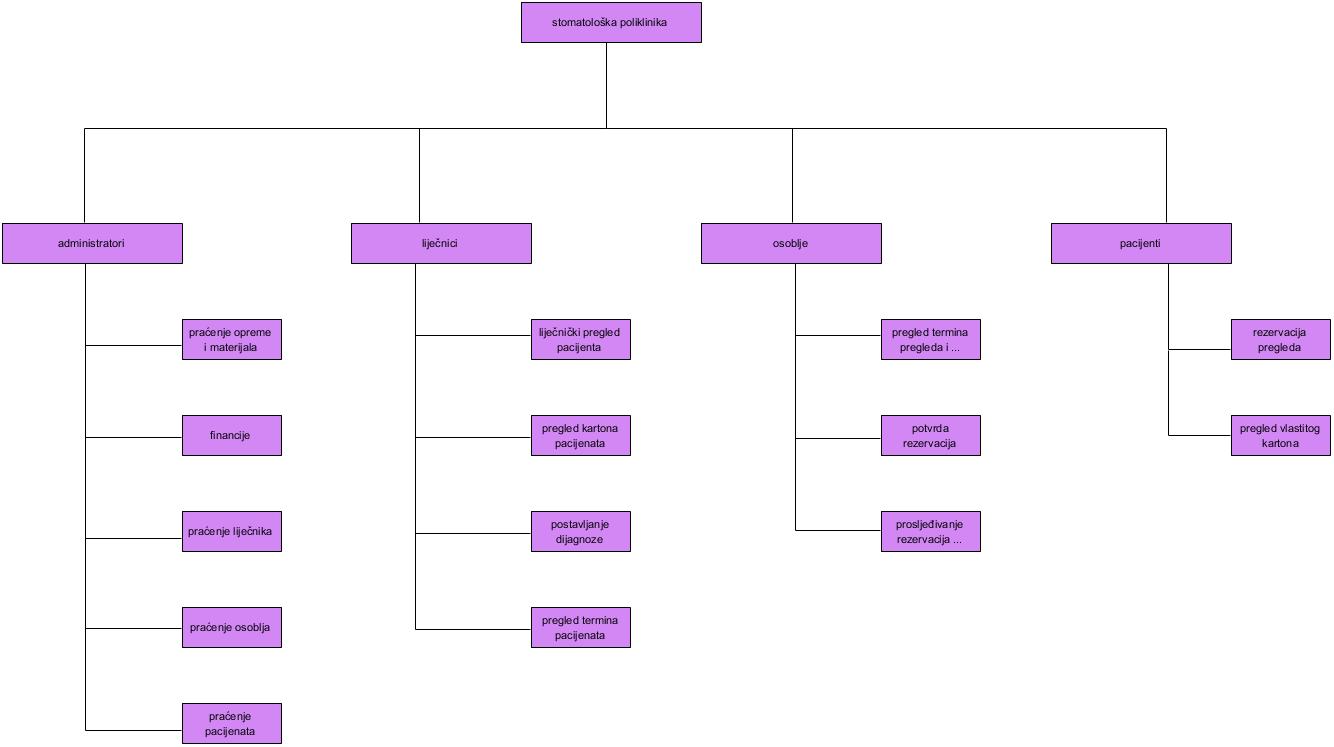 stomatološka poliklinika
administratori
liječnici
osoblje
pacijenti
praćenje opreme
i materijala
financije
praćenje liječnika
praćenje osoblja
praćenje
pacijenata
liječnički pregled
pacijenta
pregled kartona
pacijenata
postavljanje
dijagnoze
pregled termina
pacijenata
pregled termina
pregleda i ...
potvrda
rezervacija
prosljeđivanje
rezervacija ...
rezervacija
pregleda
pregled vlastitog
kartona